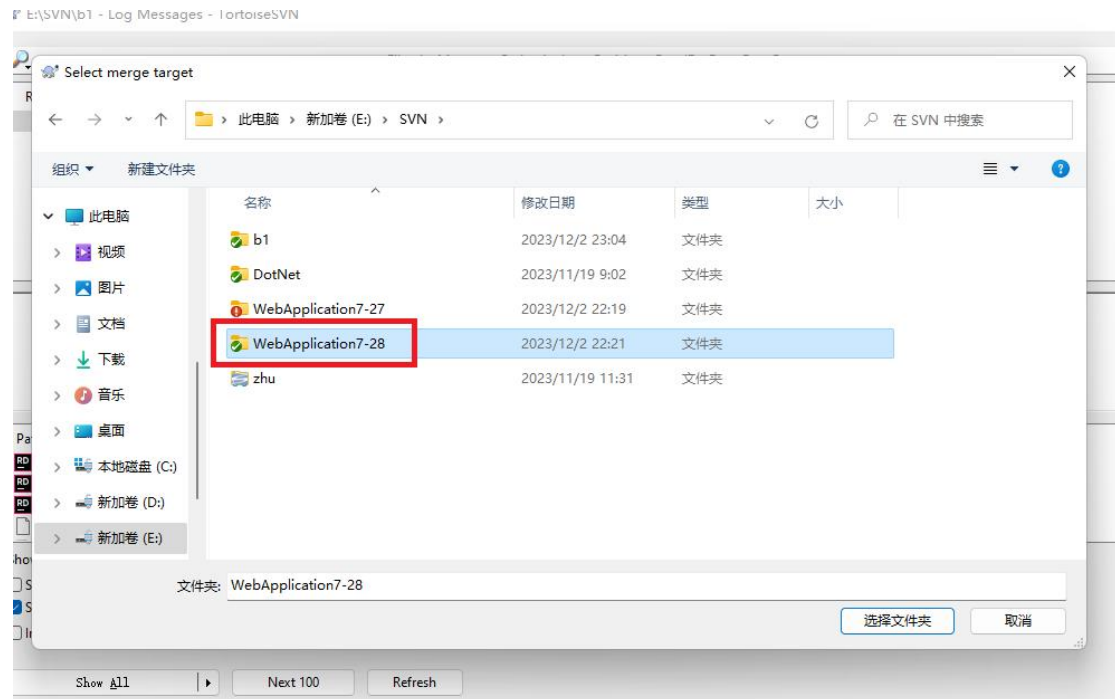 E:\SVN\b1 - Log Messages - TortoiseSVN
Select merge target
此电脑 › 新加卷 (E:) › SVN ›
在 SVN 中搜索
组织 新建文件夹
名称 修改日期 类型 大小
此电脑
视频
图片
文档
下载
音乐
桌面
本地磁盘 (C:)
新加卷 (D:)
新加卷 (E:)
b1 2023/12/2 23:04 文件夹
DotNet 2023/11/19 9:02 文件夹
WebApplication7-27 2023/12/2 22:19 文件夹
WebApplication7-28 2023/12/2 22:21 文件夹
zhu 2023/11/19 11:31 文件夹
Pa
RD
RD
RD
文件夹: WebApplication7-28
选择文件夹 取消
Show All Next 100 Refresh